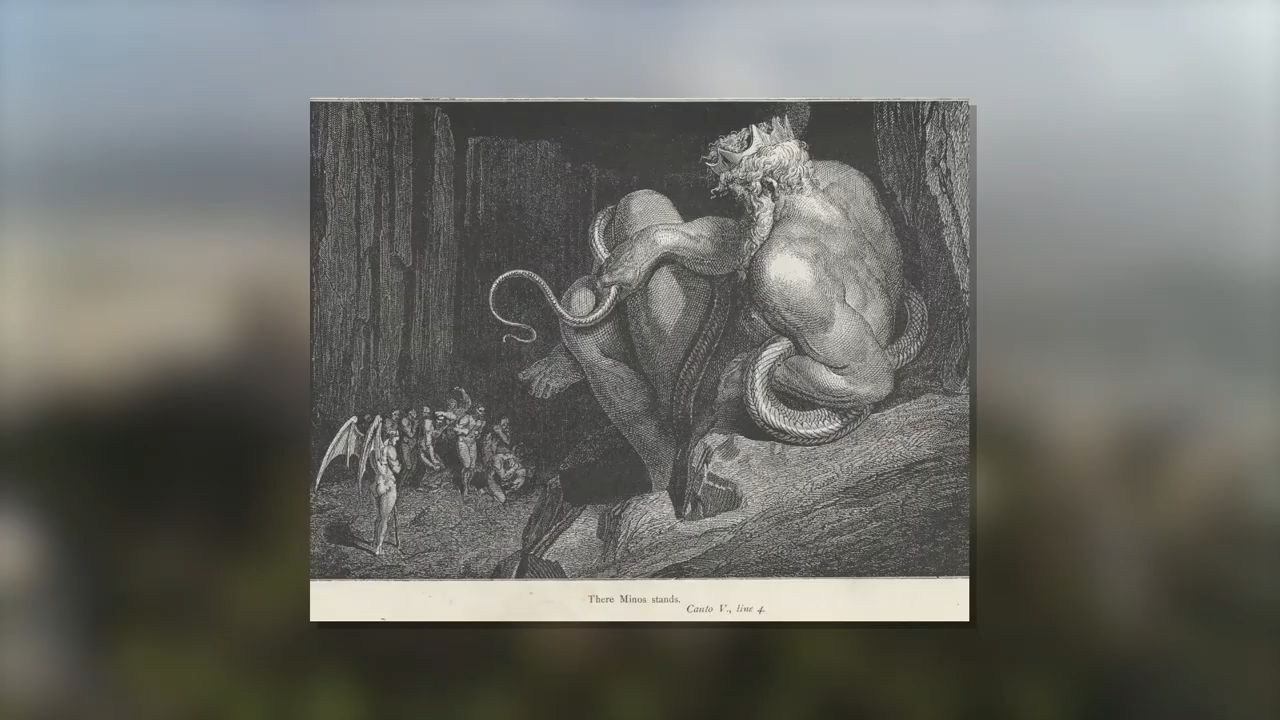 There Minos stands.
Canto V., line 4.